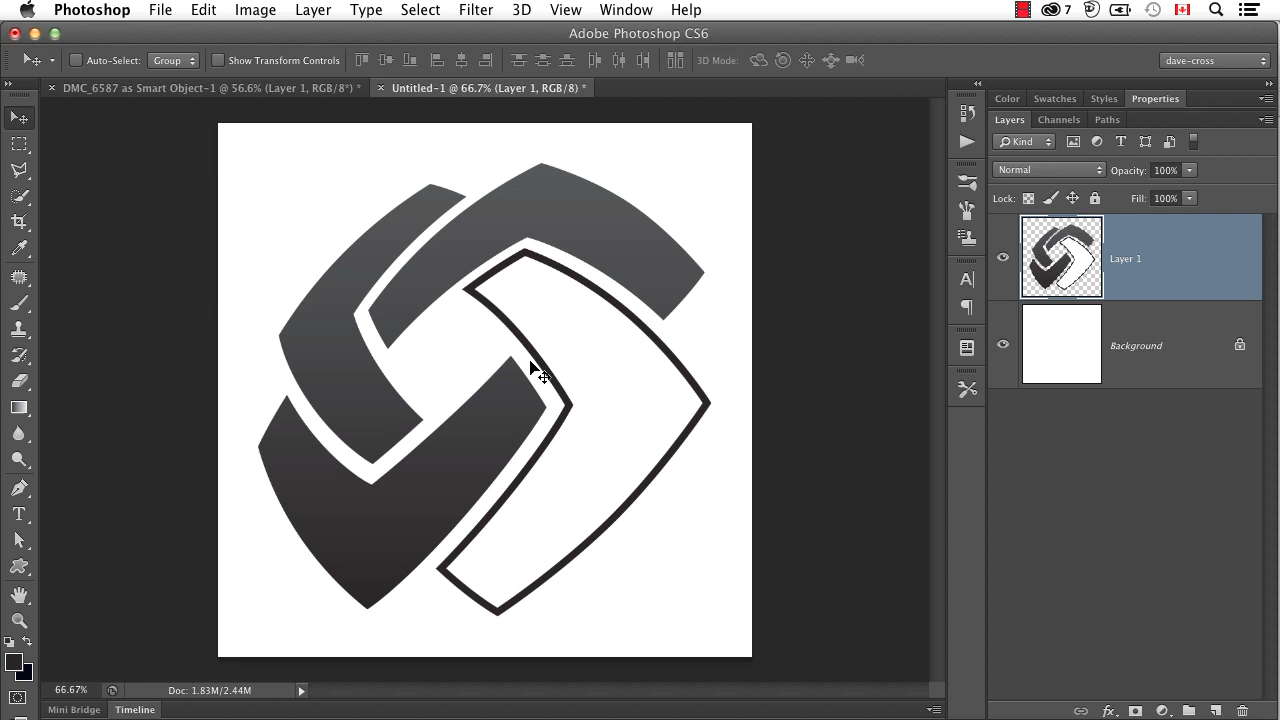 Photoshop File Edit Image Layer Type Select Filter 3D View Window Help 7
Adobe Photoshop CS6
Auto-Select: Group Show Transform Controls 3D Mode: dave-cross
DMC_6587 as Smart Object-1 @ 56.6% (Layer 1, RGB/8*) * Untitled-1 @ 66.7% (Layer 1, RGB/8) *
Color Swatches Styles Properties
Layers Channels Paths
Kind
Normal Opacity: 100%
Lock: Fill: 100%
Layer 1
Background
66.67% Doc: 1.83M/2.44M
Mini Bridge Timeline